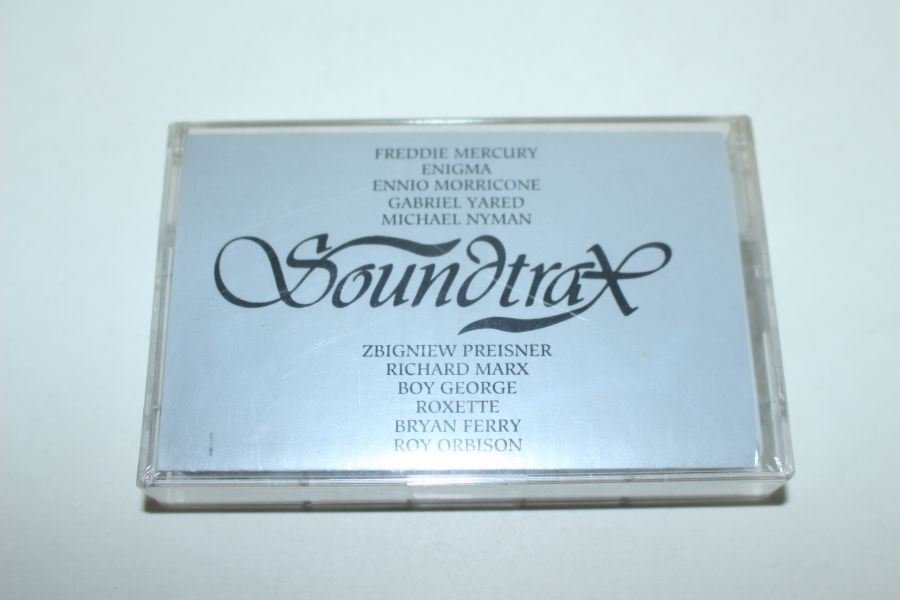 FREDDIE MERCURY
ENIGMA
ENNIO MORRICONE
GABRIEL YARED
MICHAEL NYMAN
Soundtrax
ZBIGNIEW PREISNER
RICHARD MARX
BOY GEORGE
ROXETTE
BRYAN FERRY
ROY ORBISON